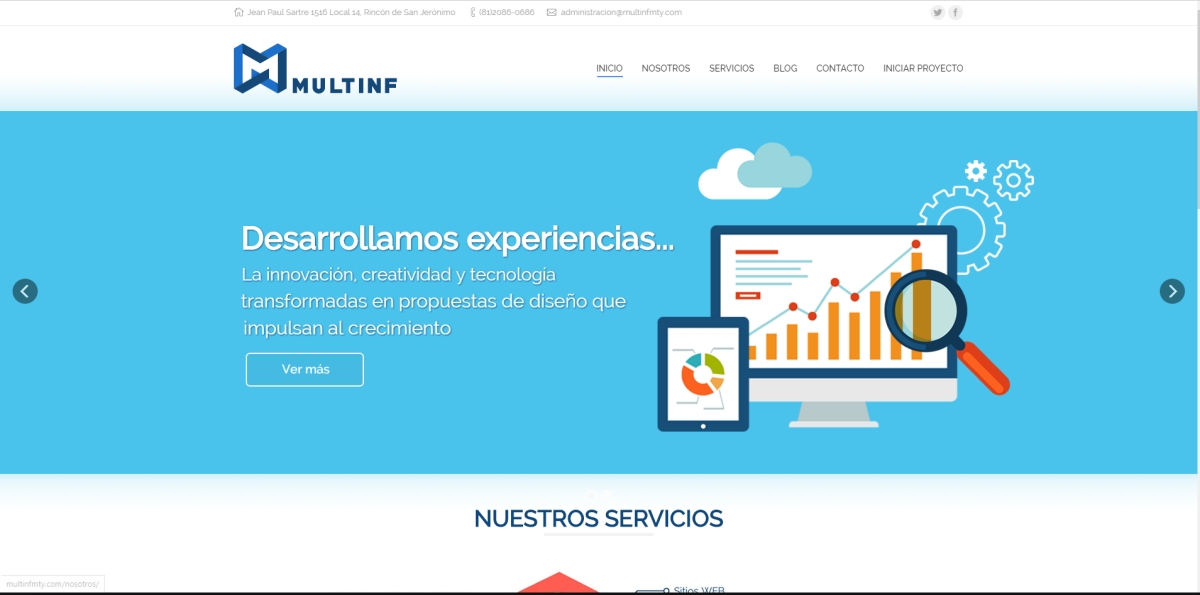 Jean Paul Sartre 1516 Local 14, Rincón de San Jerónimo (81)2086-0686 administracion@multinfmty.com
MULTINF
INICIO NOSOTROS SERVICIOS BLOG CONTACTO INICIAR PROYECTO
Desarrollamos experiencias...
La innovación, creatividad y tecnología
transformadas en propuestas de diseño que
impulsan al crecimiento
Ver más
NUESTROS SERVICIOS
Sitios WEB
multinfmty.com/nosotros/